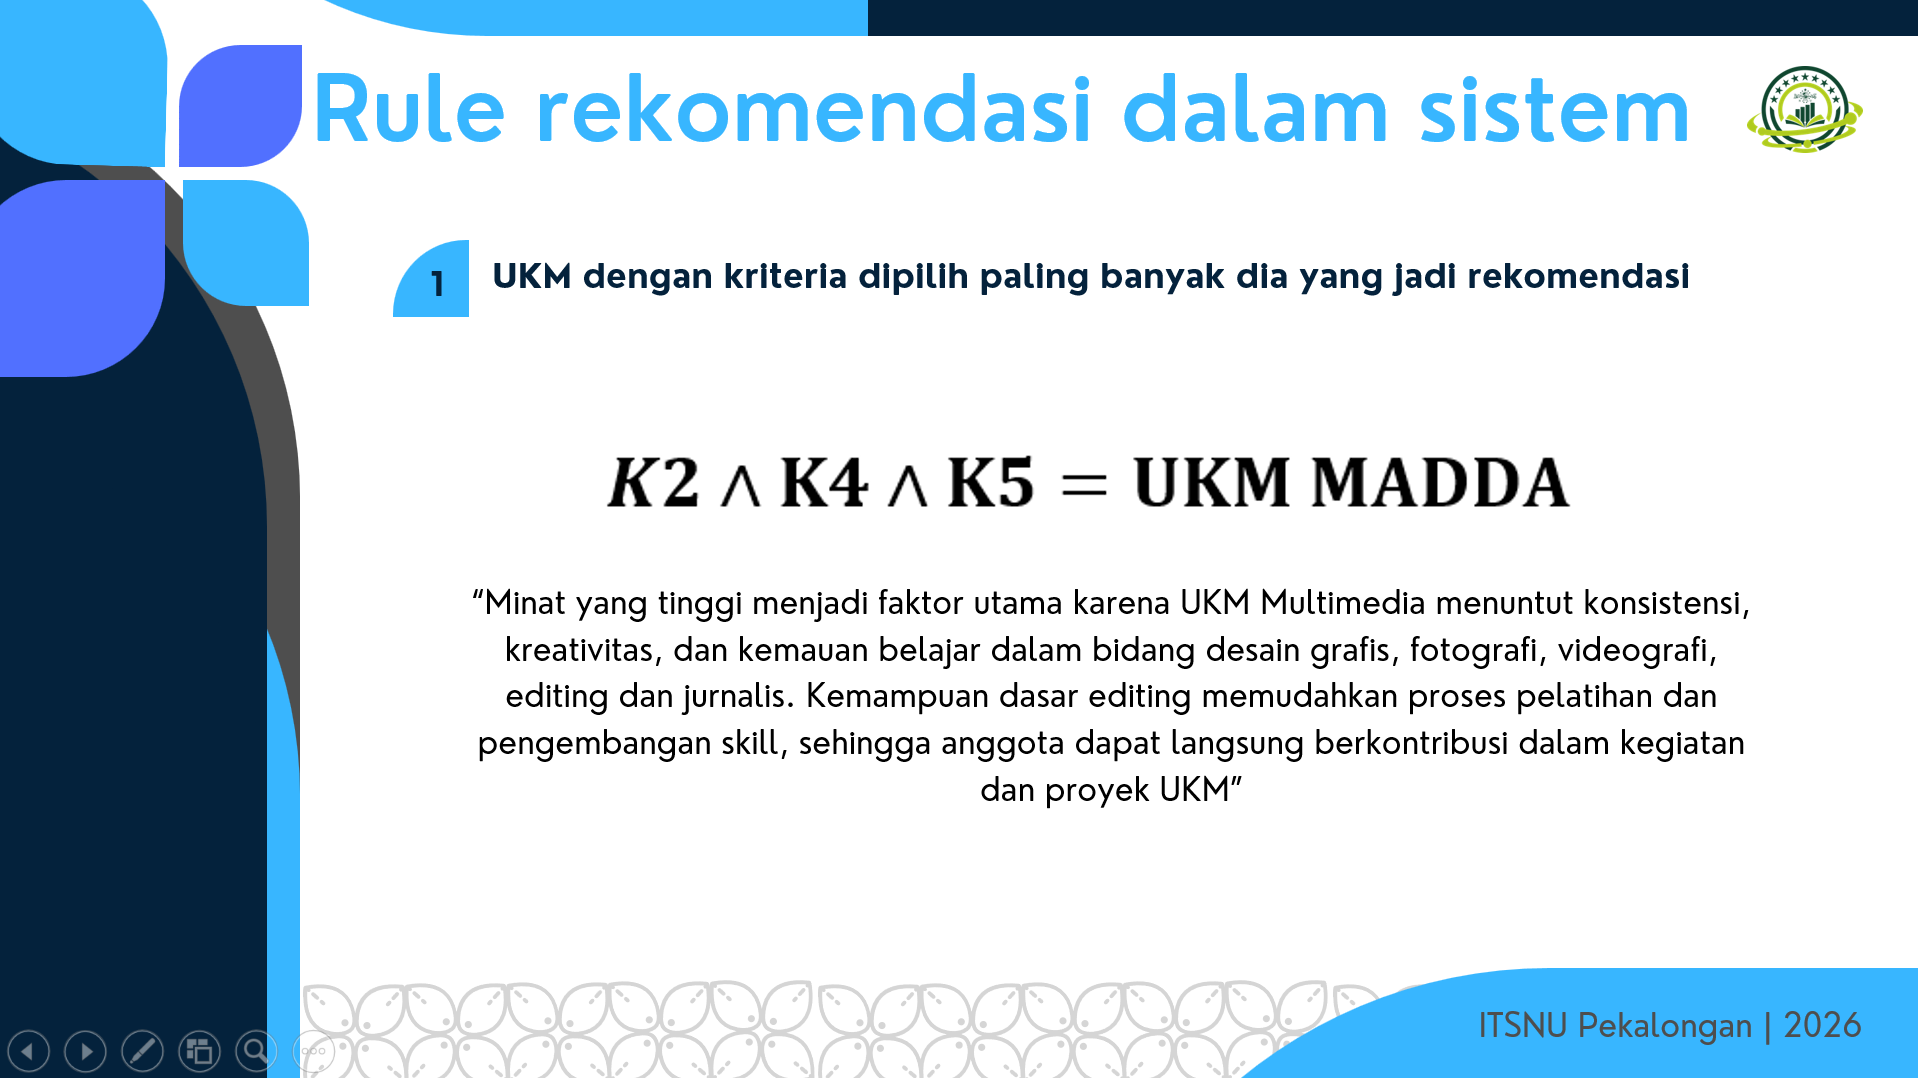 Rule rekomendasi dalam sistem
1
UKM dengan kriteria dipilih paling banyak dia yang jadi rekomendasi
K2 ∧ K4 ∧ K5 = UKM MADDA
“Minat yang tinggi menjadi faktor utama karena UKM Multimedia menuntut konsistensi,
kreativitas, dan kemauan belajar dalam bidang desain grafis, fotografi, videografi,
editing dan jurnalis. Kemampuan dasar editing memudahkan proses pelatihan dan
pengembangan skill, sehingga anggota dapat langsung berkontribusi dalam kegiatan
dan proyek UKM”
ITSNU Pekalongan | 2026